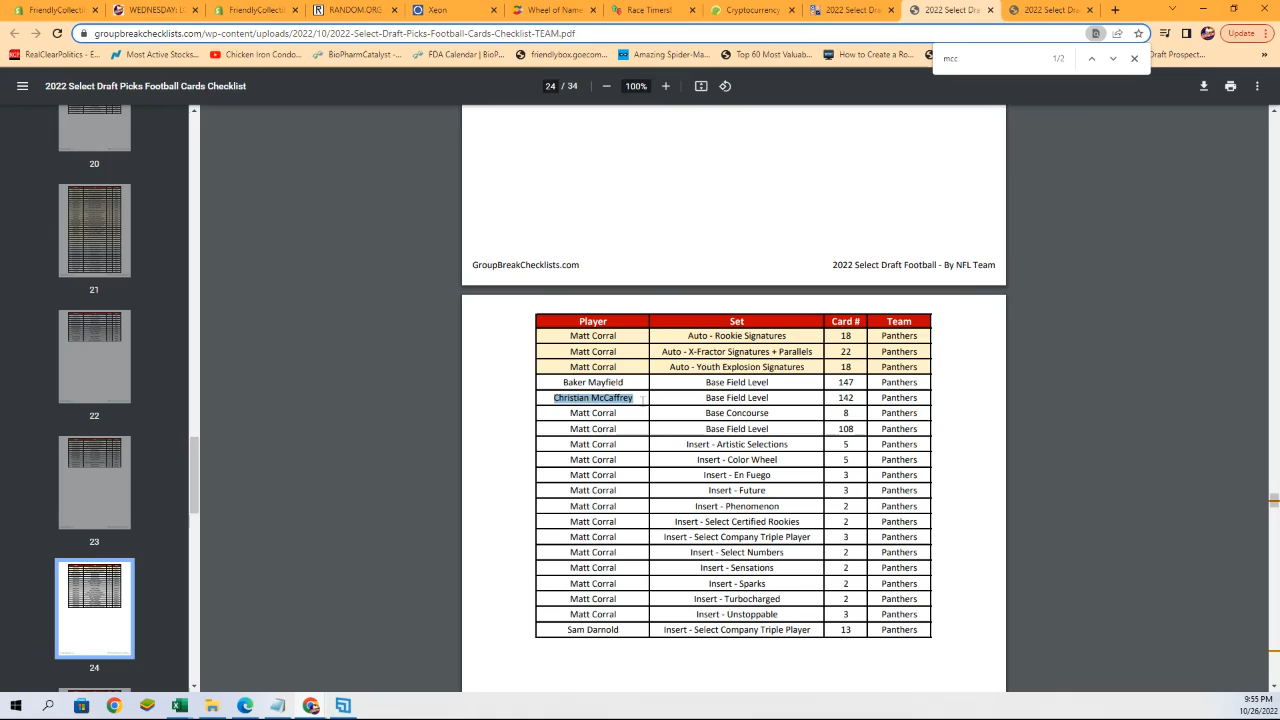 FriendlyCollecti
WEDNESDAY: L
FriendlyCollecti
RANDOM.ORG
Xeon
Wheel of Name
Race Timers!
Cryptocurrency
2022 Select Dra
2022 Select Dra
2022 Select Dra
groupbreakchecklists.com/wp-content/uploads/2022/10/2022-Select-Draft-Picks-Football-Cards-Checklist-TEAM.pdf
Update
RealClearPolitics - E...
Most Active Stocks...
Chicken Iron Condo...
BioPharmCatalyst -...
FDA Calendar | BioP...
friendlybox.goecom...
Amazing Spider-Ma...
Top 60 Most Valuab...
How to Create a Ro
Draft Prospect...
mcc
1/2
2022 Select Draft Picks Football Cards Checklist
24 / 34
100%
20
21
22
23
24
GroupBreakChecklists.com 2022 Select Draft Football - By NFL Team
Player Set Card # Team
Matt Corral Auto - Rookie Signatures 18 Panthers
Matt Corral Auto - X-Fractor Signatures + Parallels 22 Panthers
Matt Corral Auto - Youth Explosion Signatures 18 Panthers
Baker Mayfield Base Field Level 147 Panthers
Christian McCaffrey Base Field Level 142 Panthers
Matt Corral Base Concourse 8 Panthers
Matt Corral Base Field Level 108 Panthers
Matt Corral Insert - Artistic Selections 5 Panthers
Matt Corral Insert - Color Wheel 5 Panthers
Matt Corral Insert - En Fuego 3 Panthers
Matt Corral Insert - Future 3 Panthers
Matt Corral Insert - Phenomenon 2 Panthers
Matt Corral Insert - Select Certified Rookies 2 Panthers
Matt Corral Insert - Select Company Triple Player 3 Panthers
Matt Corral Insert - Select Numbers 2 Panthers
Matt Corral Insert - Sensations 2 Panthers
Matt Corral Insert - Sparks 2 Panthers
Matt Corral Insert - Turbocharged 2 Panthers
Matt Corral Insert - Unstoppable 3 Panthers
Sam Darnold Insert - Select Company Triple Player 13 Panthers
9:55 PM
10/26/2022